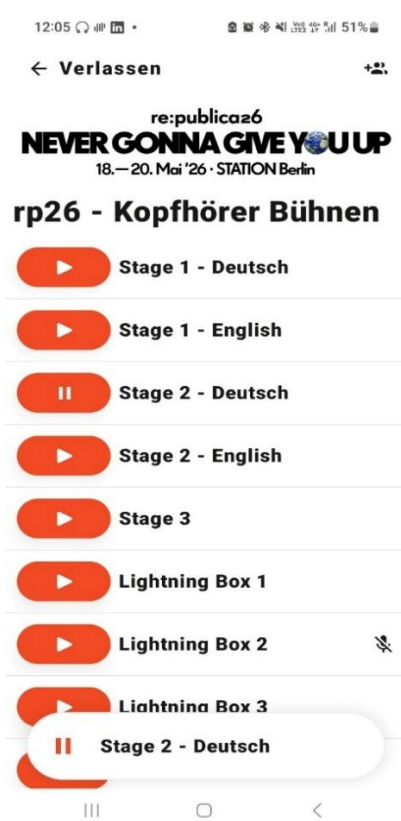 12:05
51%
Verlassen
re:publica26
NEVER GONNA GIVE Y🌍U UP
18.—20. Mai '26 · STATION Berlin
rp26 - Kopfhörer Bühnen
Stage 1 - Deutsch
Stage 1 - English
Stage 2 - Deutsch
Stage 2 - English
Stage 3
Lightning Box 1
Lightning Box 2
Lightning Box 3
Stage 2 - Deutsch